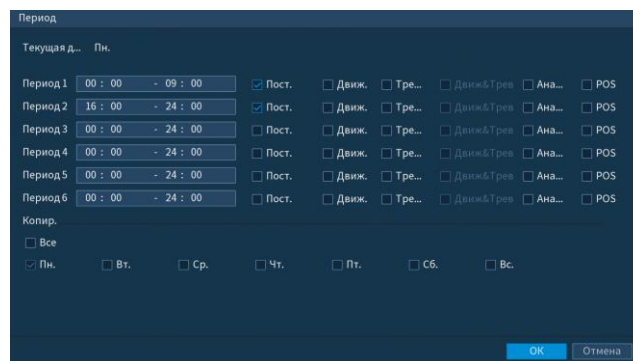 Период
Текущая д... Пн.
Период 1 00 : 00 - 09 : 00 Пост. Движ. Тре... Движ&Трев Ана... POS
Период 2 16 : 00 - 24 : 00 Пост. Движ. Тре... Движ&Трев Ана... POS
Период 3 00 : 00 - 24 : 00 Пост. Движ. Тре... Движ&Трев Ана... POS
Период 4 00 : 00 - 24 : 00 Пост. Движ. Тре... Движ&Трев Ана... POS
Период 5 00 : 00 - 24 : 00 Пост. Движ. Тре... Движ&Трев Ана... POS
Период 6 00 : 00 - 24 : 00 Пост. Движ. Тре... Движ&Трев Ана... POS
Копир.
Все
Пн. Вт. Ср. Чт. Пт. Сб. Вс.
OK Отмена